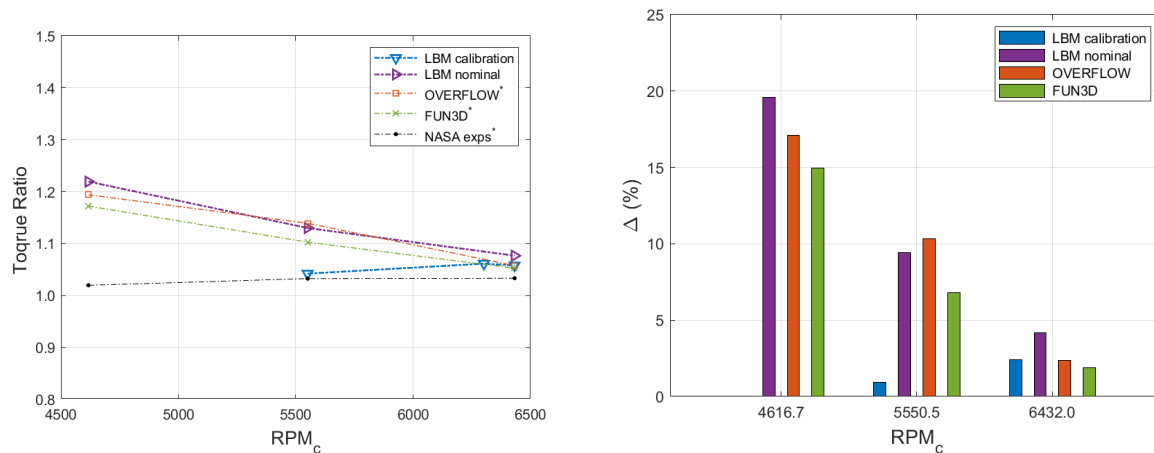 1.5
1.4
1.3
1.2
1.1
1.0
0.9
0.8
Toqrue Ratio
4500 5000 5500 6000 6500
RPM_c
LBM calibration
LBM nominal
OVERFLOW*
FUN3D*
NASA exps*
25
20
15
10
5
0
Δ (%)
4616.7 5550.5 6432.0
RPM_c
LBM calibration
LBM nominal
OVERFLOW
FUN3D